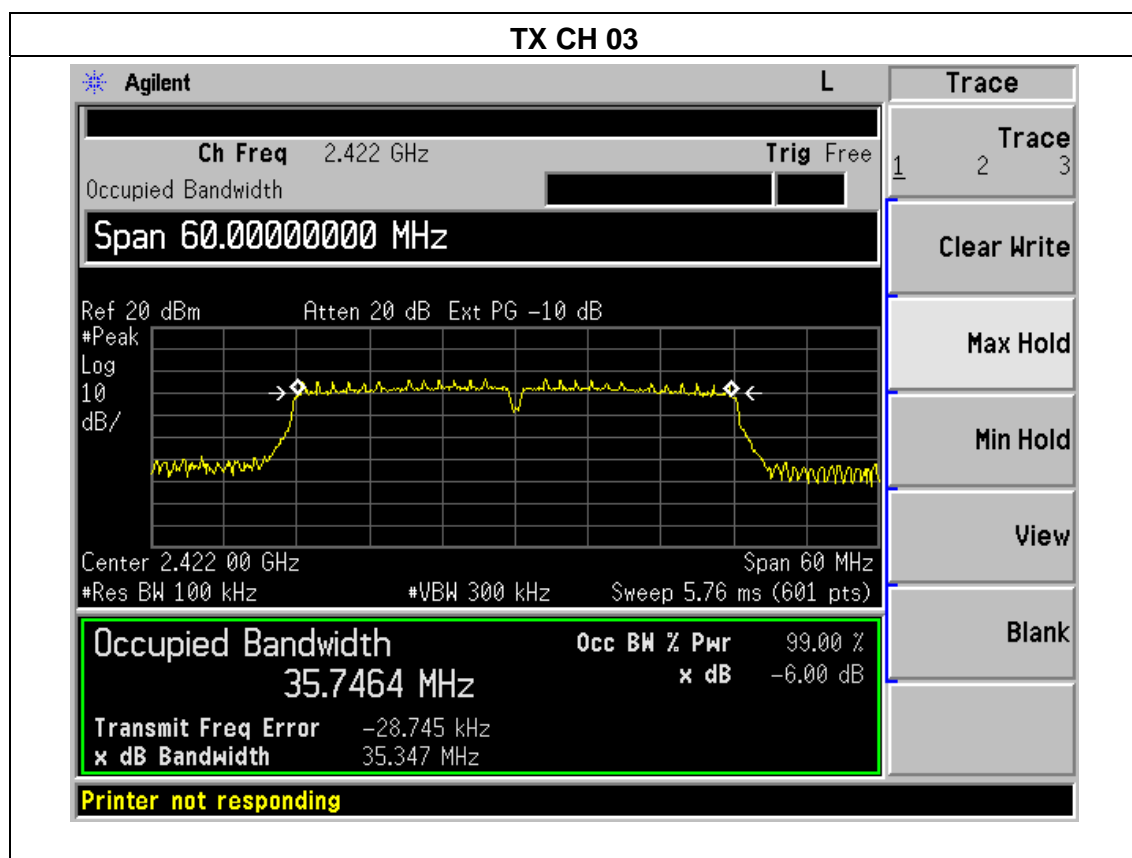 TX CH 03
Agilent L Trace
Ch Freq 2.422 GHz Trig Free
Occupied Bandwidth
Span 60.00000000 MHz
Ref 20 dBm Atten 20 dB Ext PG -10 dB
#Peak
Log
10
dB/
Center 2.422 00 GHz Span 60 MHz
#Res BW 100 kHz #VBW 300 kHz Sweep 5.76 ms (601 pts)
Occupied Bandwidth Occ BW % Pwr 99.00 %
35.7464 MHz x dB -6.00 dB
Transmit Freq Error -28.745 kHz
x dB Bandwidth 35.347 MHz
Printer not responding
Trace
1 2 3
Clear Write
Max Hold
Min Hold
View
Blank